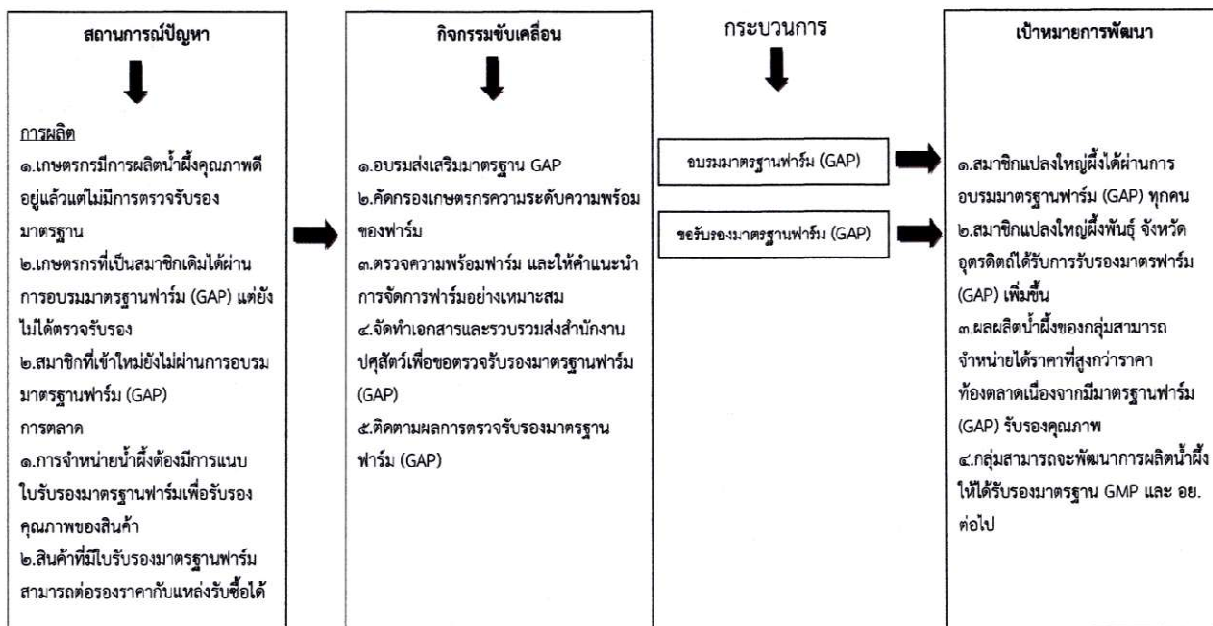 สถานการณ์ปัญหา
การผลิต
๑.เกษตรกรมีการผลิตน้ำผึ้งคุณภาพดี
อยู่แล้วแต่ไม่มีการตรวจรับรอง
มาตรฐาน
๒.เกษตรกรที่เป็นสมาชิกเดิมได้ผ่าน
การอบรมมาตรฐานฟาร์ม (GAP) แต่ยัง
ไม่ได้ตรวจรับรอง
๒.สมาชิกที่เข้าใหม่ยังไม่ผ่านการอบรม
มาตรฐานฟาร์ม (GAP)
การตลาด
๑.การจำหน่ายน้ำผึ้งต้องมีการแนบ
ใบรับรองมาตรฐานฟาร์มเพื่อรับรอง
คุณภาพของสินค้า
๒.สินค้าที่มีใบรับรองมาตรฐานฟาร์ม
สามารถต่อรองราคากับแหล่งรับซื้อได้
กิจกรรมขับเคลื่อน
๑.อบรมส่งเสริมมาตรฐาน GAP
๒.คัดกรองเกษตรกรความระดับความพร้อม
ของฟาร์ม
๓.ตรวจความพร้อมฟาร์ม และให้คำแนะนำ
การจัดการฟาร์มอย่างเหมาะสม
๔.จัดทำเอกสารและรวบรวมส่งสำนักงาน
ปศุสัตว์เพื่อขอตรวจรับรองมาตรฐานฟาร์ม
(GAP)
๕.ติดตามผลการตรวจรับรองมาตรฐาน
ฟาร์ม (GAP)
กระบวนการ
อบรมมาตรฐานฟาร์ม (GAP)
ขอรับรองมาตรฐานฟาร์ม (GAP)
เป้าหมายการพัฒนา
๑.สมาชิกแปลงใหญ่ผึ้งได้ผ่านการ
อบรมมาตรฐานฟาร์ม (GAP) ทุกคน
๒.สมาชิกแปลงใหญ่ผึ้งพันธุ์ จังหวัด
อุตรดิตถ์ได้รับการรับรองมาตรฟาร์ม
(GAP) เพิ่มขึ้น
๓.ผลผลิตน้ำผึ้งของกลุ่มสามารถ
จำหน่ายได้ราคาที่สูงกว่าราคา
ท้องตลาดเนื่องจากมีมาตรฐานฟาร์ม
(GAP) รับรองคุณภาพ
๔.กลุ่มสามารถจะพัฒนาการผลิตน้ำผึ้ง
ให้ได้รับรองมาตรฐาน GMP และ อย.
ต่อไป